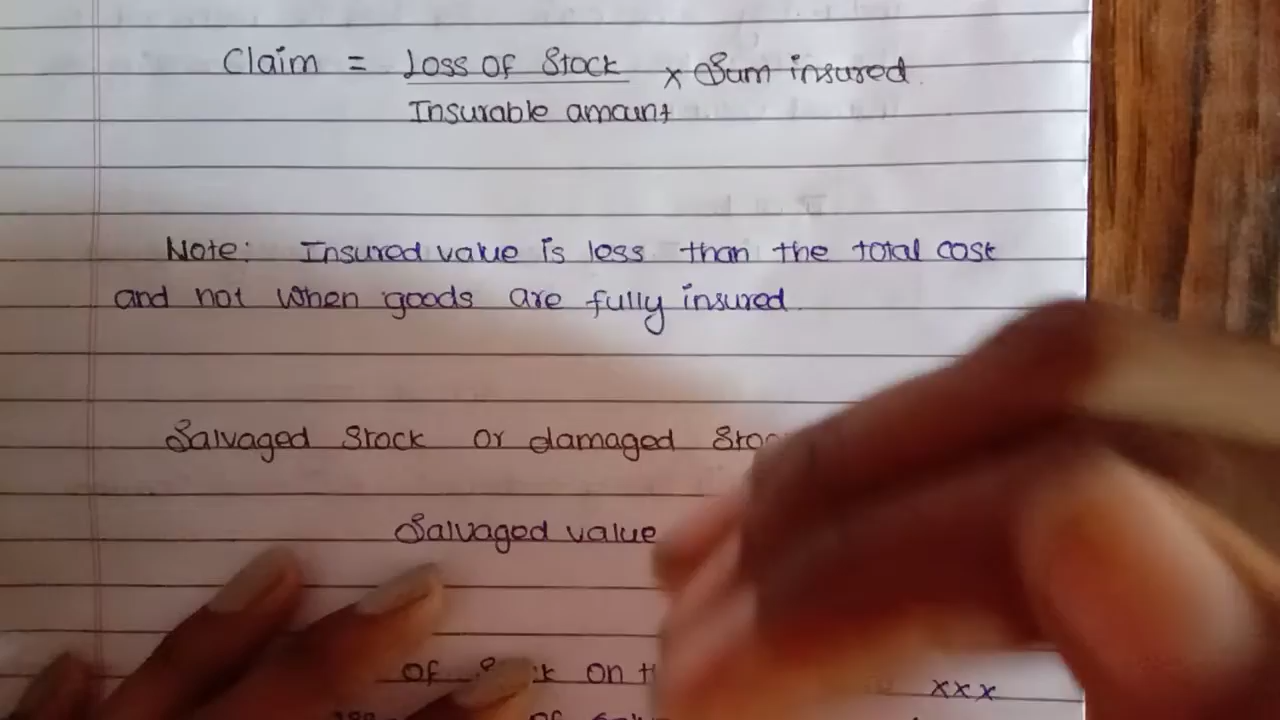 Claim = Loss of Stock x Sum insured
Insurable amount
Note: Insured value is less than the total cost
and not when goods are fully insured.
Salvaged Stock or damaged
Salvaged value
of on
xxx